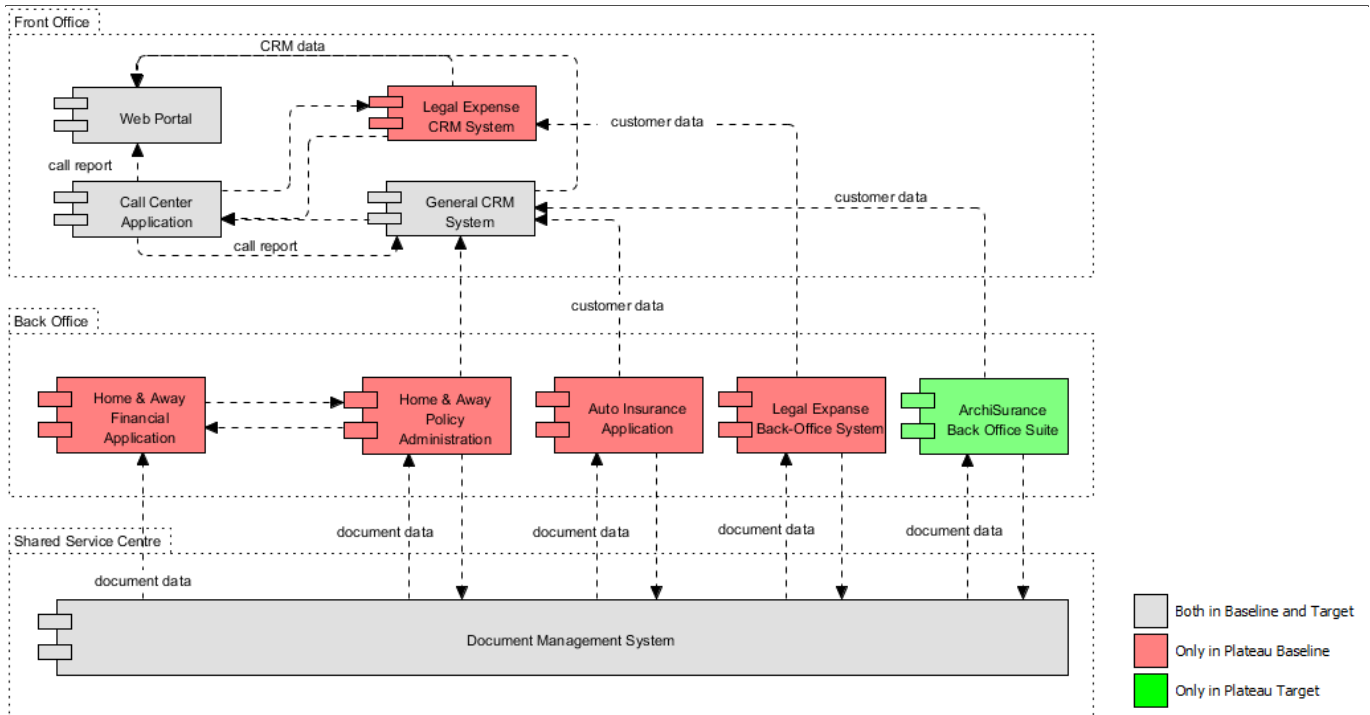 Front Office
CRM data
Web Portal
Legal Expense
CRM System
customer data
call report
Call Center
Application
General CRM
System
customer data
call report
customer data
Back Office
Home & Away
Financial
Application
Home & Away
Policy
Administration
Auto Insurance
Application
Legal Expanse
Back-Office System
ArchiSurance
Back Office Suite
Shared Service Centre
document data
document data
document data
document data
document data
Document Management System
Both in Baseline and Target
Only in Plateau Baseline
Only in Plateau Target